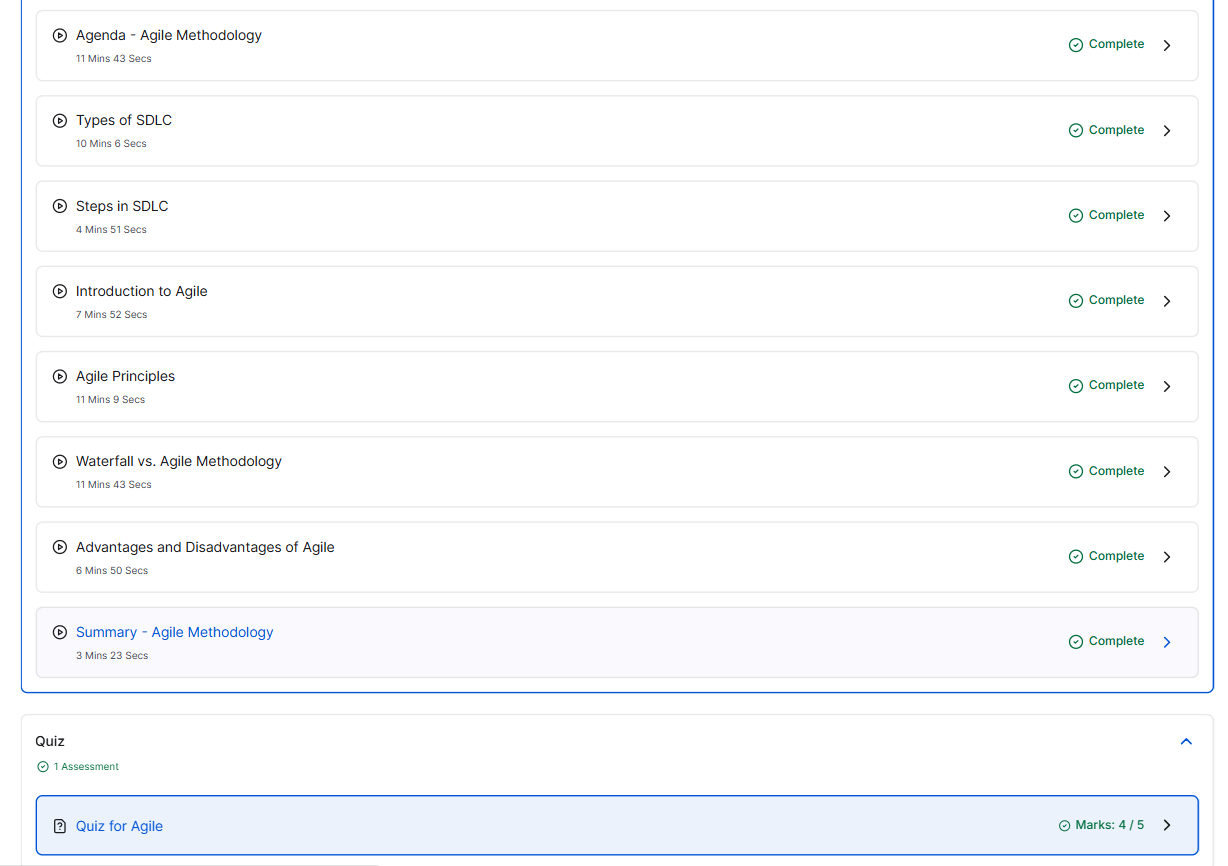 Agenda - Agile Methodology
11 Mins 43 Secs
Complete
Types of SDLC
10 Mins 6 Secs
Complete
Steps in SDLC
4 Mins 51 Secs
Complete
Introduction to Agile
7 Mins 52 Secs
Complete
Agile Principles
11 Mins 9 Secs
Complete
Waterfall vs. Agile Methodology
11 Mins 43 Secs
Complete
Advantages and Disadvantages of Agile
6 Mins 50 Secs
Complete
Summary - Agile Methodology
3 Mins 23 Secs
Complete
Quiz
1 Assessment
Quiz for Agile
Marks: 4 / 5